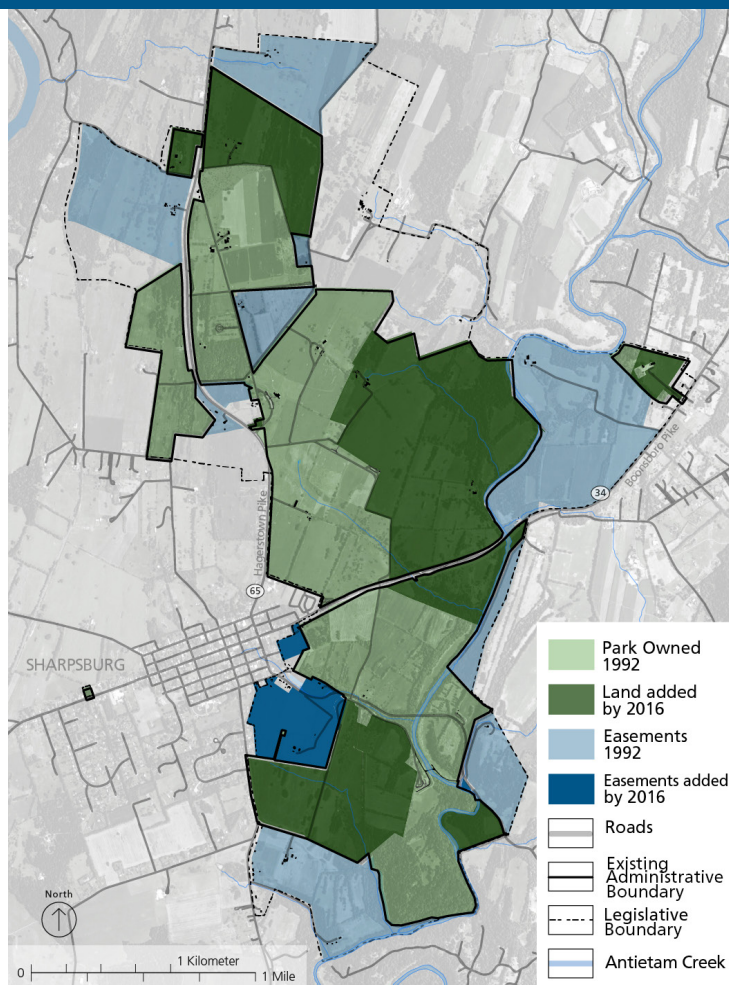 Boonsboro Pike
34
Hagerstown Pike
65
SHARPSBURG
Park Owned
1992
Land added
by 2016
Easements
1992
Easements added
by 2016
Roads
Existing
Administrative
Boundary
Legislative
Boundary
Antietam Creek
North
1 Kilometer
0
1 Mile